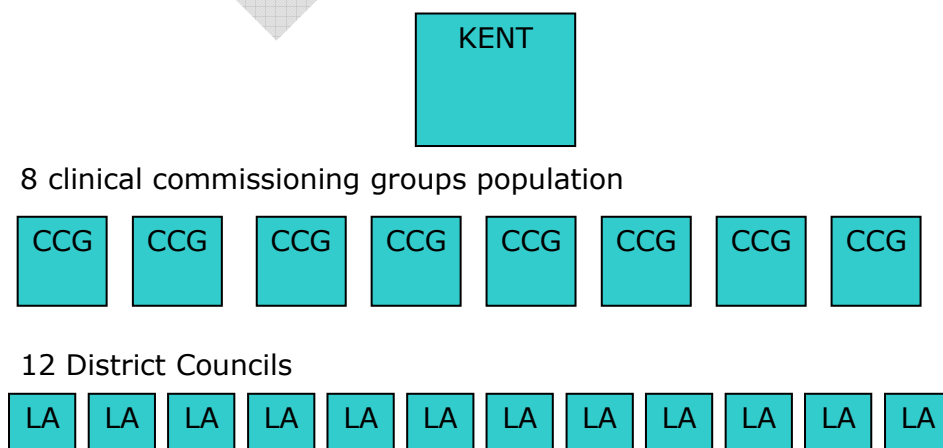 KENT
8 clinical commissioning groups population
CCG CCG CCG CCG CCG CCG CCG CCG
12 District Councils
LA LA LA LA LA LA LA LA LA LA LA LA